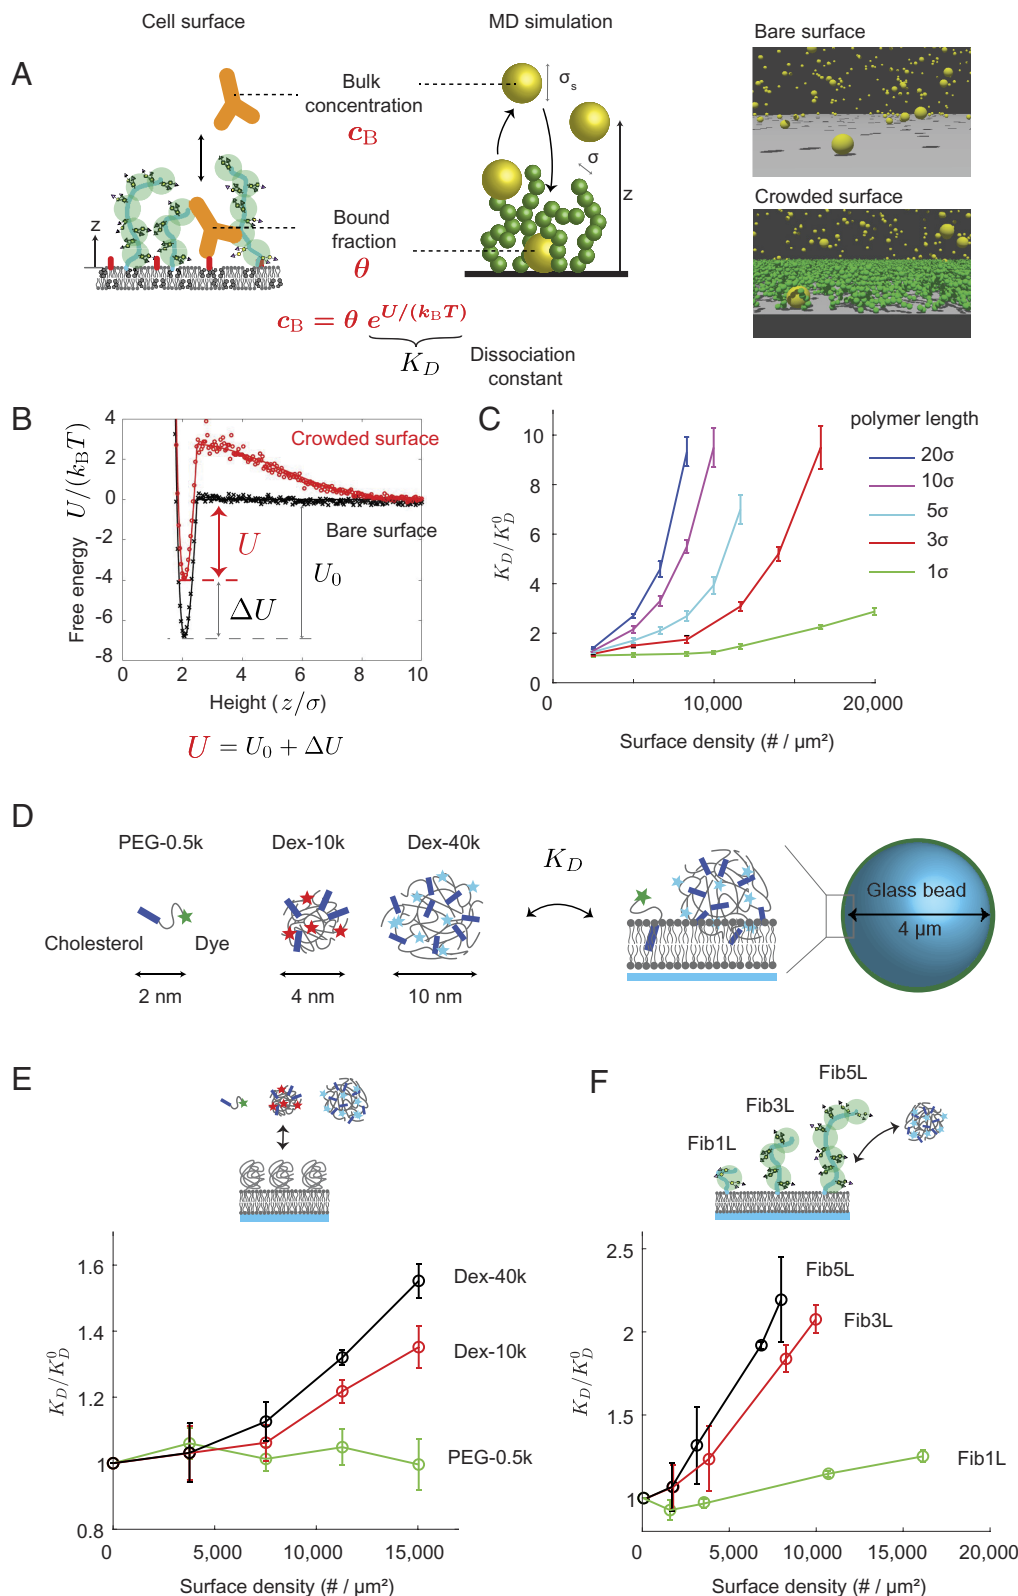 Cell surface
MD simulation
Bare surface
A
Bulk
concentration
c_B
σ_s
σ
z
z
Bound
fraction
θ
Crowded surface
c_B = θ e^{U/(k_BT)}
K_D
Dissociation
constant
B
Free energy U/(k_BT)
4
2
0
-2
-4
-6
-8
Crowded surface
Bare surface
U
U_0
ΔU
0
2
4
6
8
10
Height (z/σ)
U = U_0 + ΔU
C
K_D/K_D^0
10
8
6
4
2
0
0
10,000
20,000
Surface density (# / µm²)
polymer length
20σ
10σ
5σ
3σ
1σ
D
PEG-0.5k
Dex-10k
Dex-40k
Cholesterol
Dye
2 nm
4 nm
10 nm
K_D
Glass bead
4 µm
E
K_D/K_D^0
1.6
1.4
1.2
1
0.8
Dex-40k
Dex-10k
PEG-0.5k
0
5,000
10,000
15,000
Surface density (# / µm²)
F
Fib1L
Fib3L
Fib5L
K_D/K_D^0
2.5
2
1.5
1
Fib5L
Fib3L
Fib1L
0
5,000
10,000
15,000
20,000
Surface density (# / µm²)